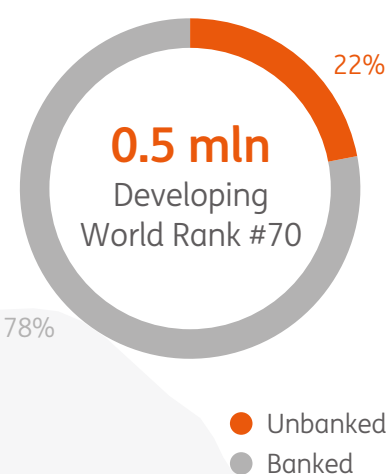 22%
0.5 mln
Developing
World Rank #70
78%
Unbanked
Banked